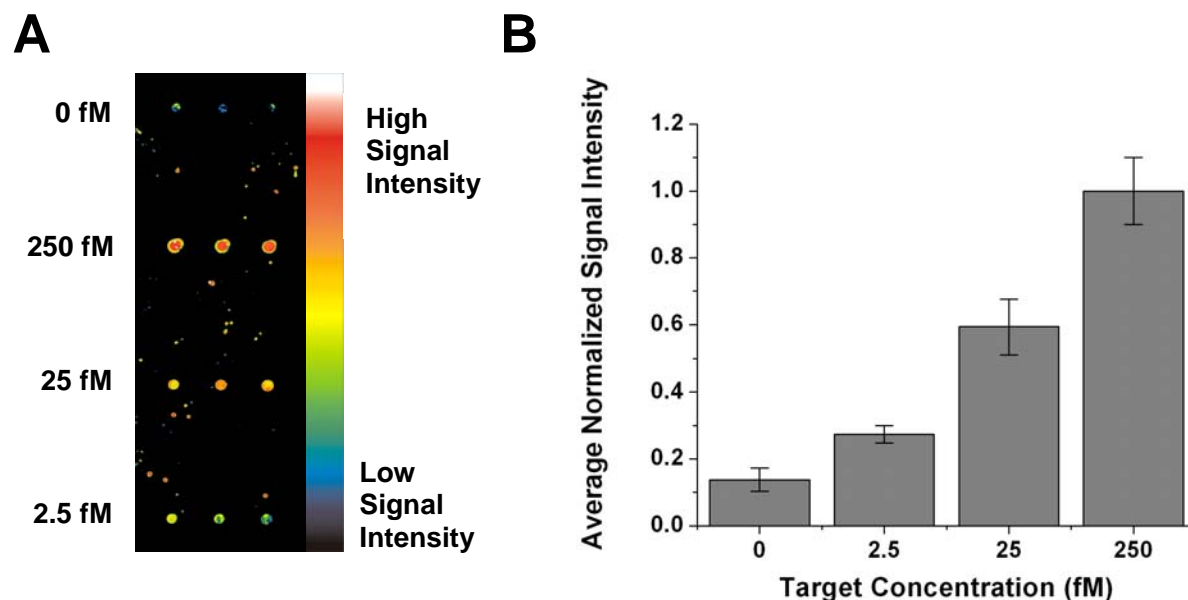 A
0 fM
250 fM
25 fM
2.5 fM
High
Signal
Intensity
Low
Signal
Intensity
B
Average Normalized Signal Intensity
1.2
1.0
0.8
0.6
0.4
0.2
0.0
0 2.5 25 250
Target Concentration (fM)